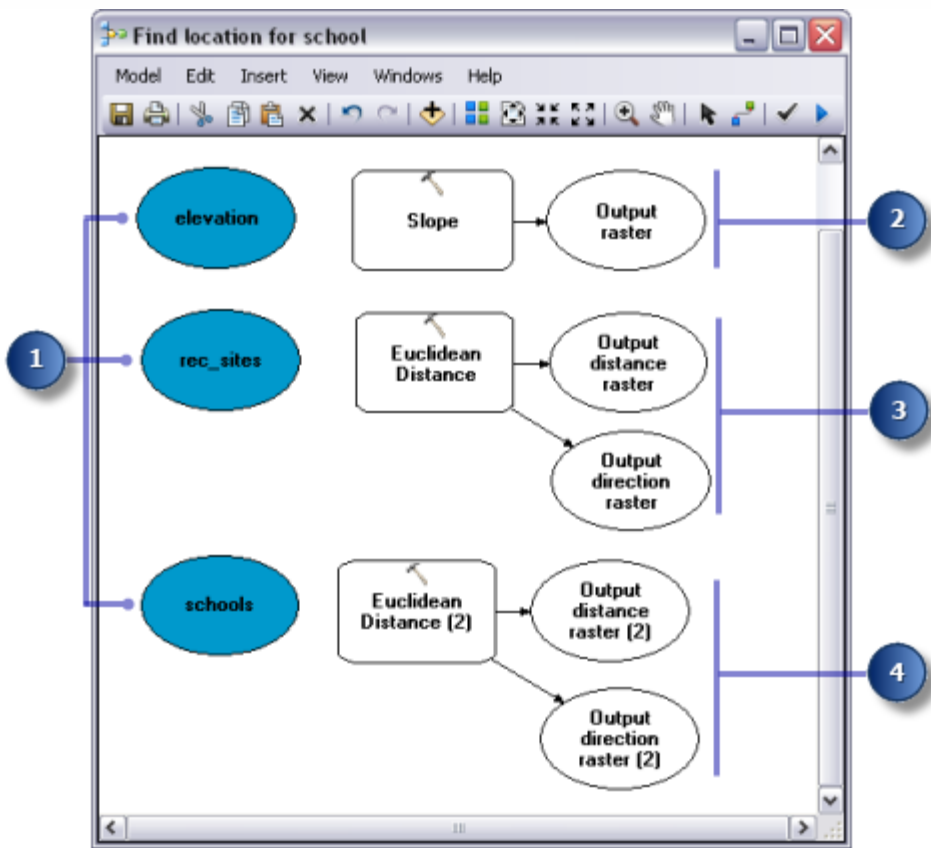 Find location for school
Model Edit Insert View Windows Help
elevation
Slope
Output
raster
2
1
rec_sites
Euclidean
Distance
Output
distance
raster
3
Output
direction
raster
schools
Euclidean
Distance (2)
Output
distance
raster (2)
4
Output
direction
raster (2)